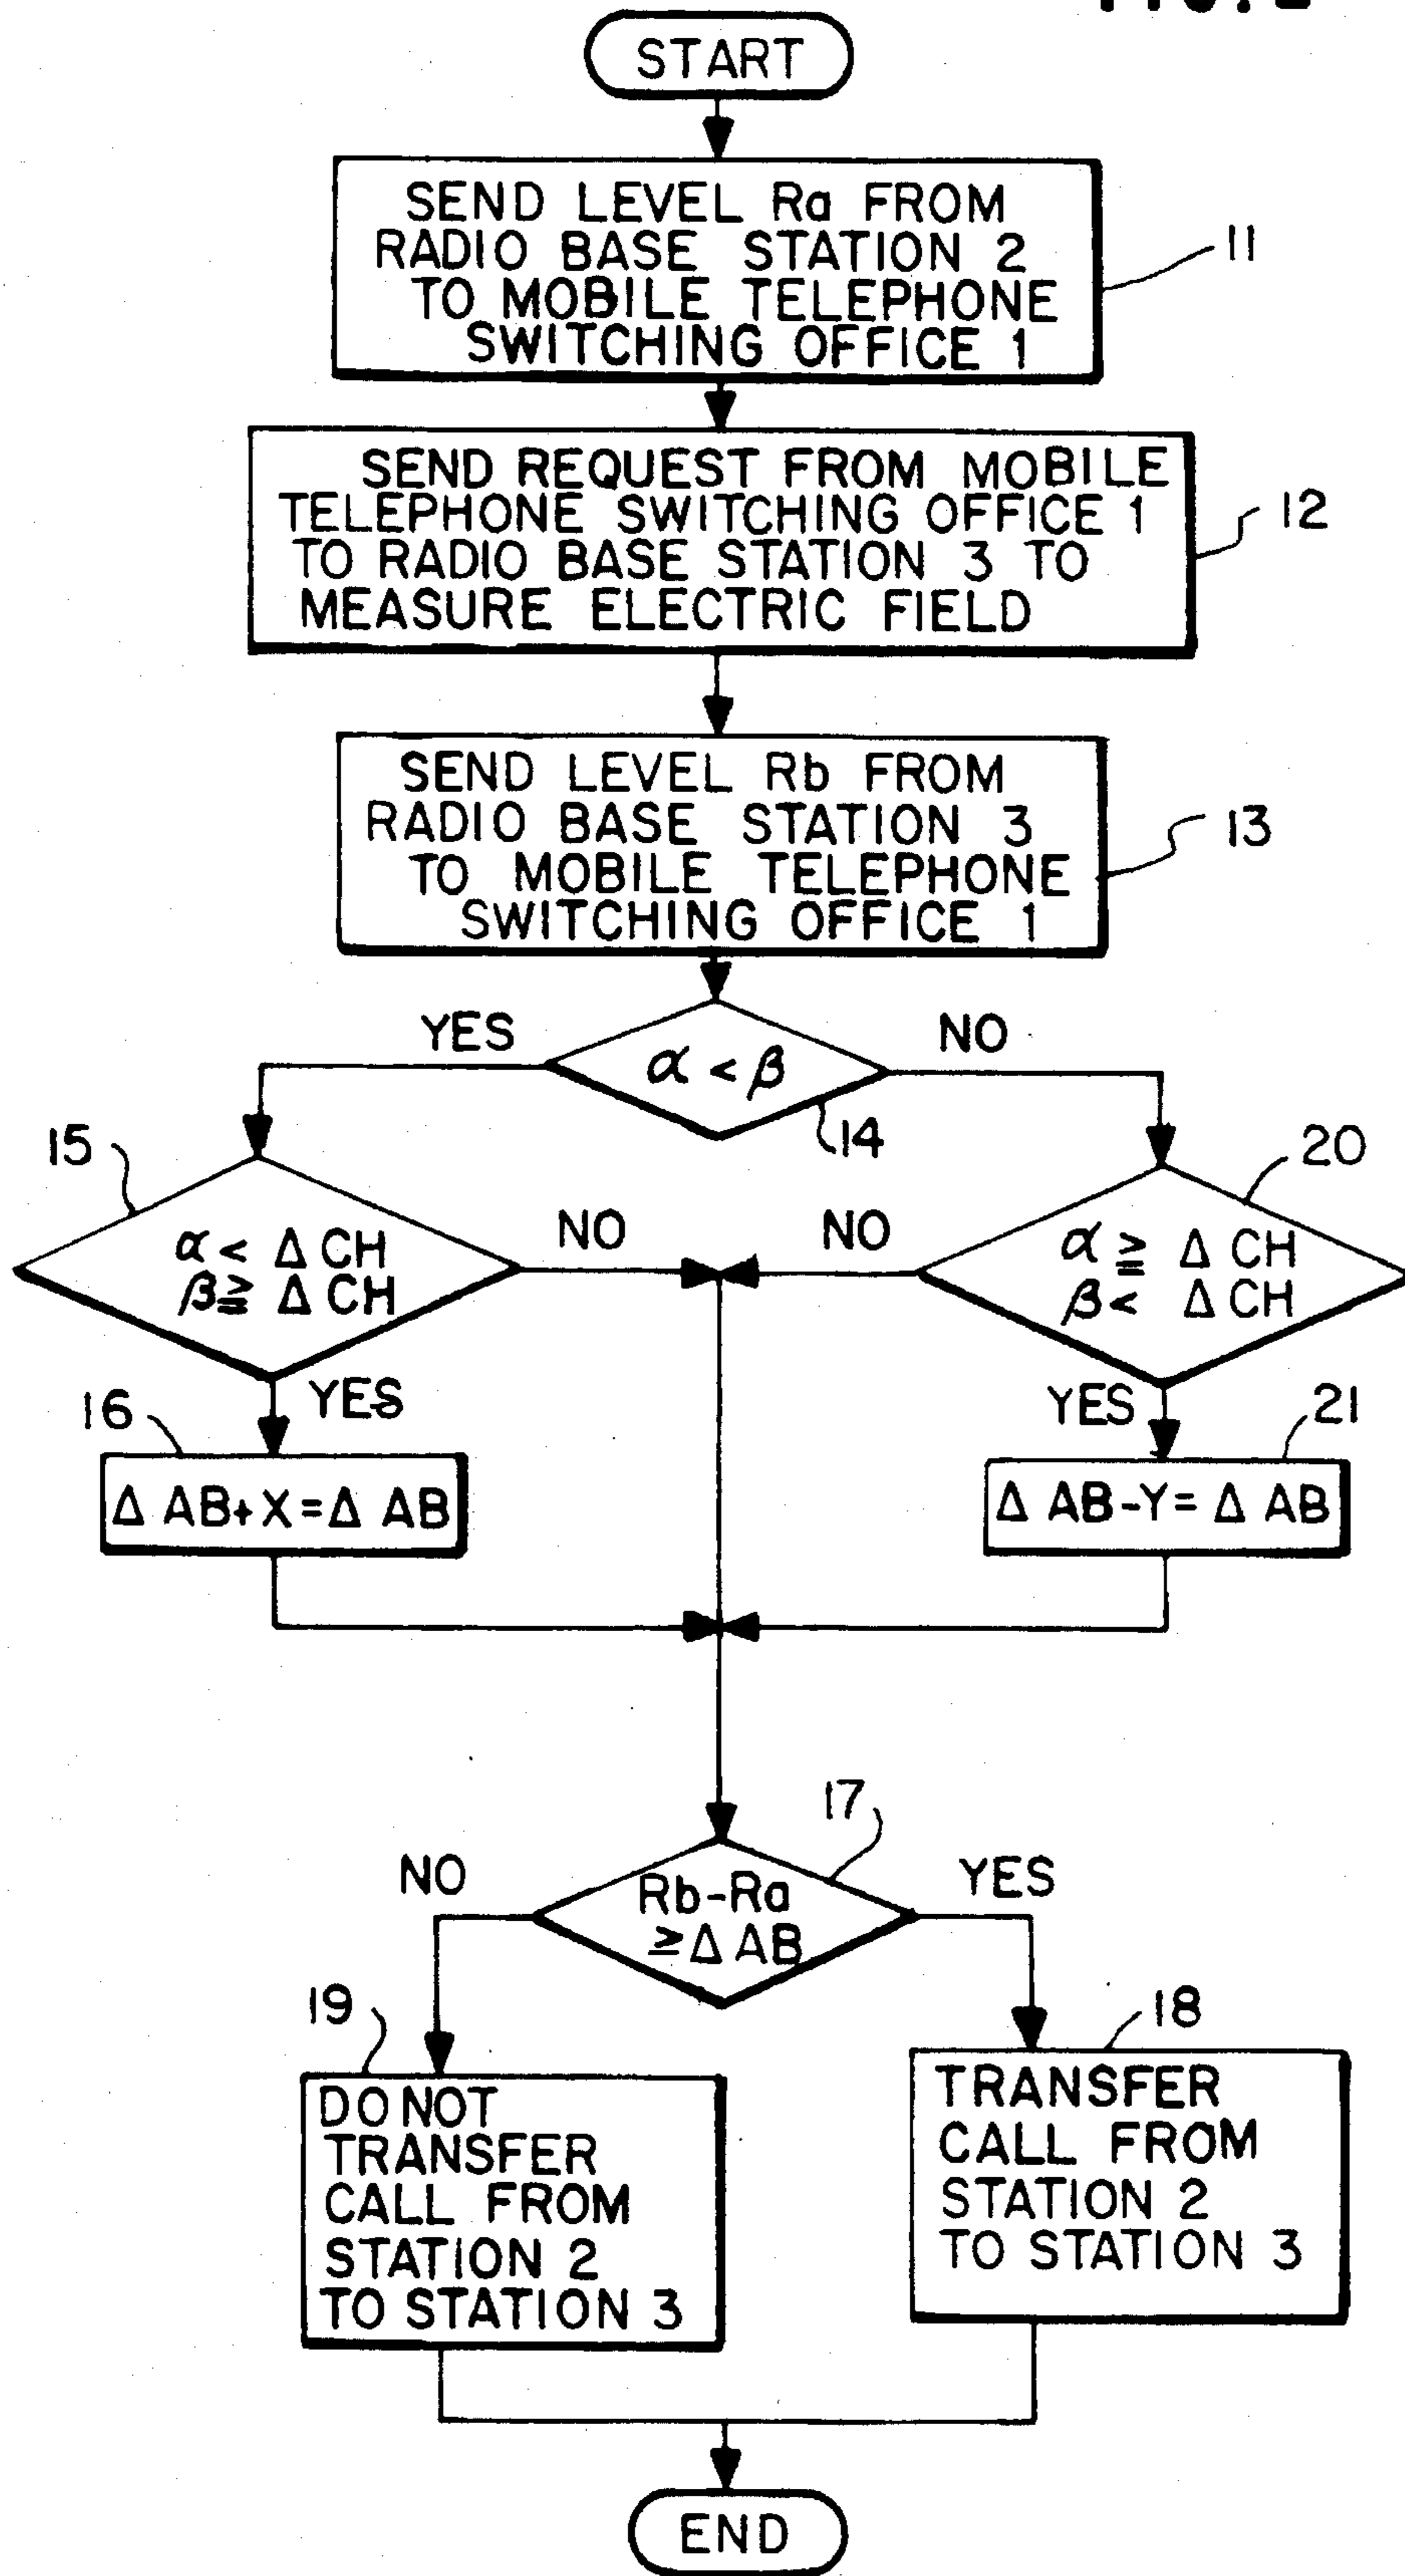 START
SEND LEVEL Ra FROM
RADIO BASE STATION 2
TO MOBILE TELEPHONE
SWITCHING OFFICE 1
11
SEND REQUEST FROM MOBILE
TELEPHONE SWITCHING OFFICE 1
TO RADIO BASE STATION 3 TO
MEASURE ELECTRIC FIELD
12
SEND LEVEL Rb FROM
RADIO BASE STATION 3
TO MOBILE TELEPHONE
SWITCHING OFFICE 1
13
YES
α < β
NO
14
15
α < Δ CH
β ≧ Δ CH
NO
NO
20
α ≧ Δ CH
β < Δ CH
YES
YES
16
Δ AB+X=Δ AB
21
Δ AB-Y= Δ AB
17
NO
Rb-Ra
≥Δ AB
YES
19
DO NOT
TRANSFER
CALL FROM
STATION 2
TO STATION 3
18
TRANSFER
CALL FROM
STATION 2
TO STATION 3
END